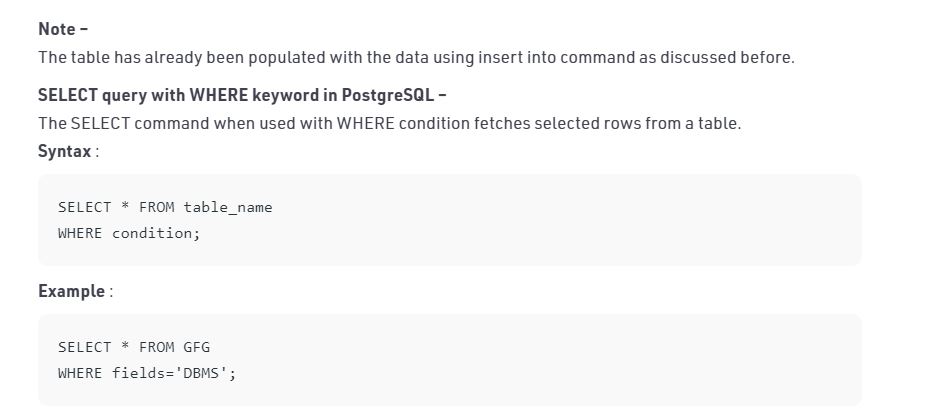 Note –
The table has already been populated with the data using insert into command as discussed before.
SELECT query with WHERE keyword in PostgreSQL –
The SELECT command when used with WHERE condition fetches selected rows from a table.
Syntax :
SELECT * FROM table_name
WHERE condition;
Example :
SELECT * FROM GFG
WHERE fields='DBMS';